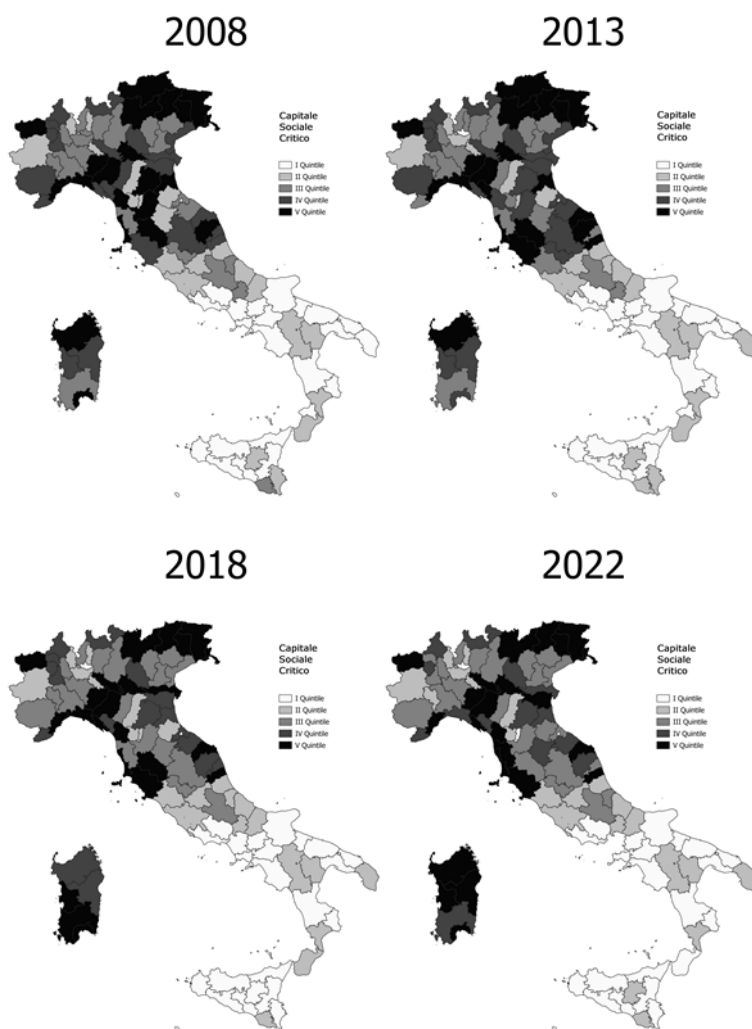 2008
Capitale
Sociale
Critico
I Quintile
II Quintile
III Quintile
IV Quintile
V Quintile
2013
Capitale
Sociale
Critico
I Quintile
II Quintile
III Quintile
IV Quintile
V Quintile
2018
Capitale
Sociale
Critico
I Quintile
II Quintile
III Quintile
IV Quintile
V Quintile
2022
Capitale
Sociale
Critico
I Quintile
II Quintile
III Quintile
IV Quintile
V Quintile